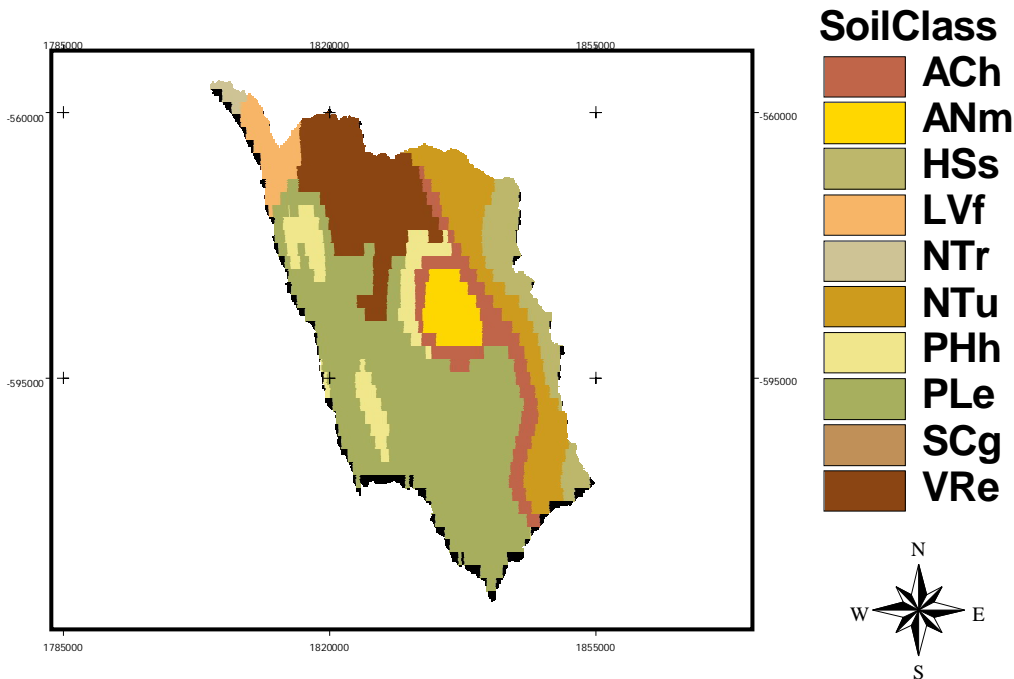 SoilClass
1785000
1820000
1855000
-560000
-560000
-595000
-595000
1785000
1820000
1855000
ACh
ANm
HSs
LVf
NTr
NTu
PHh
PLe
SCg
VRe
N
W
E
S